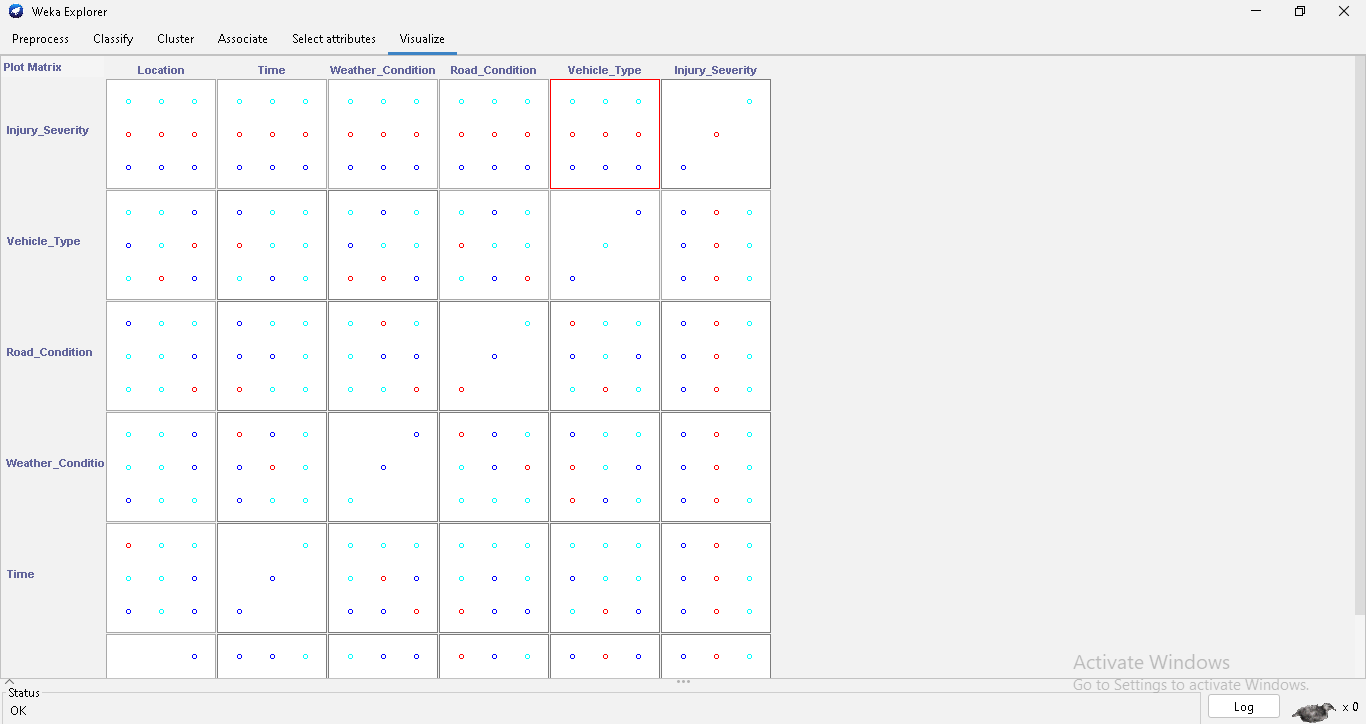 Weka Explorer
Preprocess Classify Cluster Associate Select attributes Visualize
Plot Matrix Location Time Weather_Condition Road_Condition Vehicle_Type Injury_Severity
Injury_Severity
Vehicle_Type
Road_Condition
Weather_Conditio
Time
Activate Windows
Go to Settings to activate Windows.
Status
OK
Log
x 0